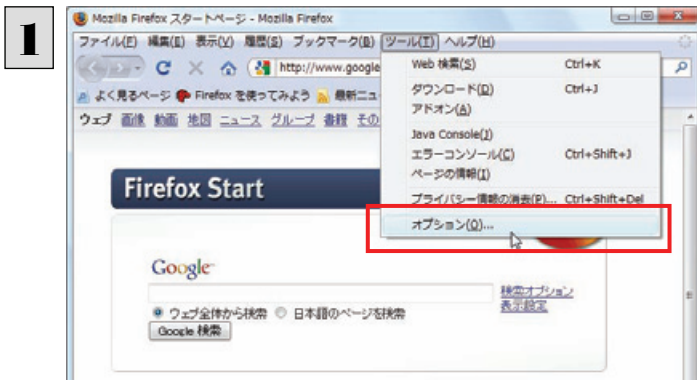 1
Mozilla Firefox スタートページ - Mozilla Firefox
ファイル(F) 編集(E) 表示(V) 履歴(S) ブックマーク(B) ツール(T) ヘルプ(H)
http://www.google
Web 検索(S) Ctrl+K
ダウンロード(D) Ctrl+J
アドオン(A)
Java Console(J)
エラーコンソール(C) Ctrl+Shift+J
ページの情報(I)
プライバシー情報の消去(P)... Ctrl+Shift+Del
オプション(O)...
よく見るページ Firefox を使ってみよう 最新ニュ
ウェブ 画像 動画 地図 ニュース グループ 書籍 その
Firefox Start
Google
検索オプション
表示設定
ウェブ全体から検索 日本語のページを検索
Google 検索